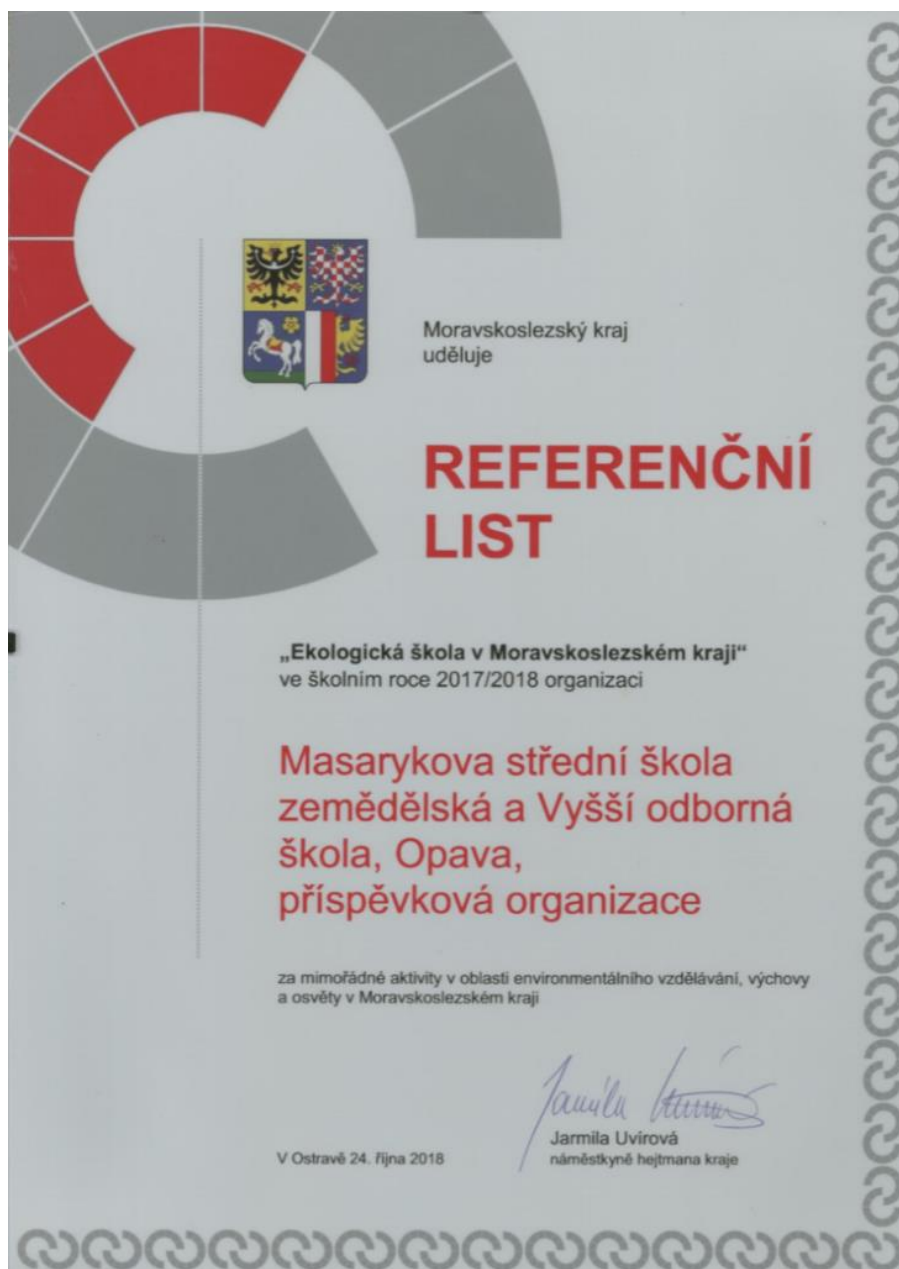 Moravskoslezský kraj
uděluje
REFERENČNÍ
LIST
„Ekologická škola v Moravskoslezském kraji“
ve školním roce 2017/2018 organizaci
Masarykova střední škola
zemědělská a Vyšší odborná
škola, Opava,
příspěvková organizace
za mimořádné aktivity v oblasti environmentálního vzdělávání, výchovy
a osvěty v Moravskoslezském kraji
Jarmila Uvírová
V Ostravě 24. října 2018
náměstkyně hejtmana kraje